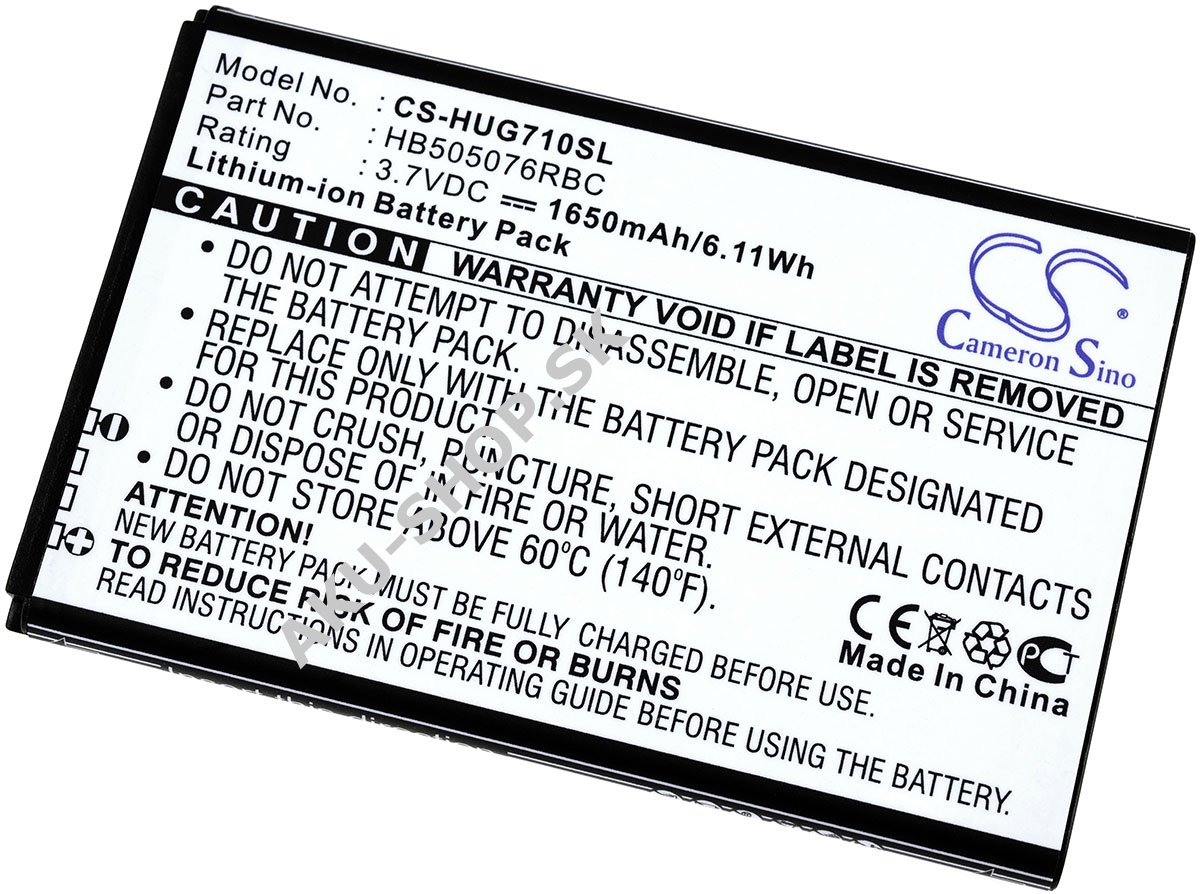 Model No. : CS-HUG710SL
Part No. : HB505076RBC
Rating : 3.7VDC ⎓ 1650mAh/6.11Wh
Lithium-ion Battery Pack
CAUTION WARRANTY VOID IF LABEL IS REMOVED
CS ®
Cameron Sino
• DO NOT ATTEMPT TO DISASSEMBLE, OPEN OR SERVICE
THE BATTERY PACK.
• REPLACE ONLY WITH THE BATTERY PACK DESIGNATED
FOR THIS PRODUCT.
• DO NOT CRUSH, PUNCTURE, SHORT EXTERNAL CONTACTS
OR DISPOSE OF IN FIRE OR WATER.
• DO NOT STORE ABOVE 60°C (140°F).
ATTENTION!
NEW BATTERY PACK MUST BE FULLY CHARGED BEFORE USE.
TO REDUCE RISK OF FIRE OR BURNS
READ INSTRUCTIONS IN OPERATING GUIDE BEFORE USING BATTERY.
CE PCT
Made In China
AKU-SHOP.SK
this direction